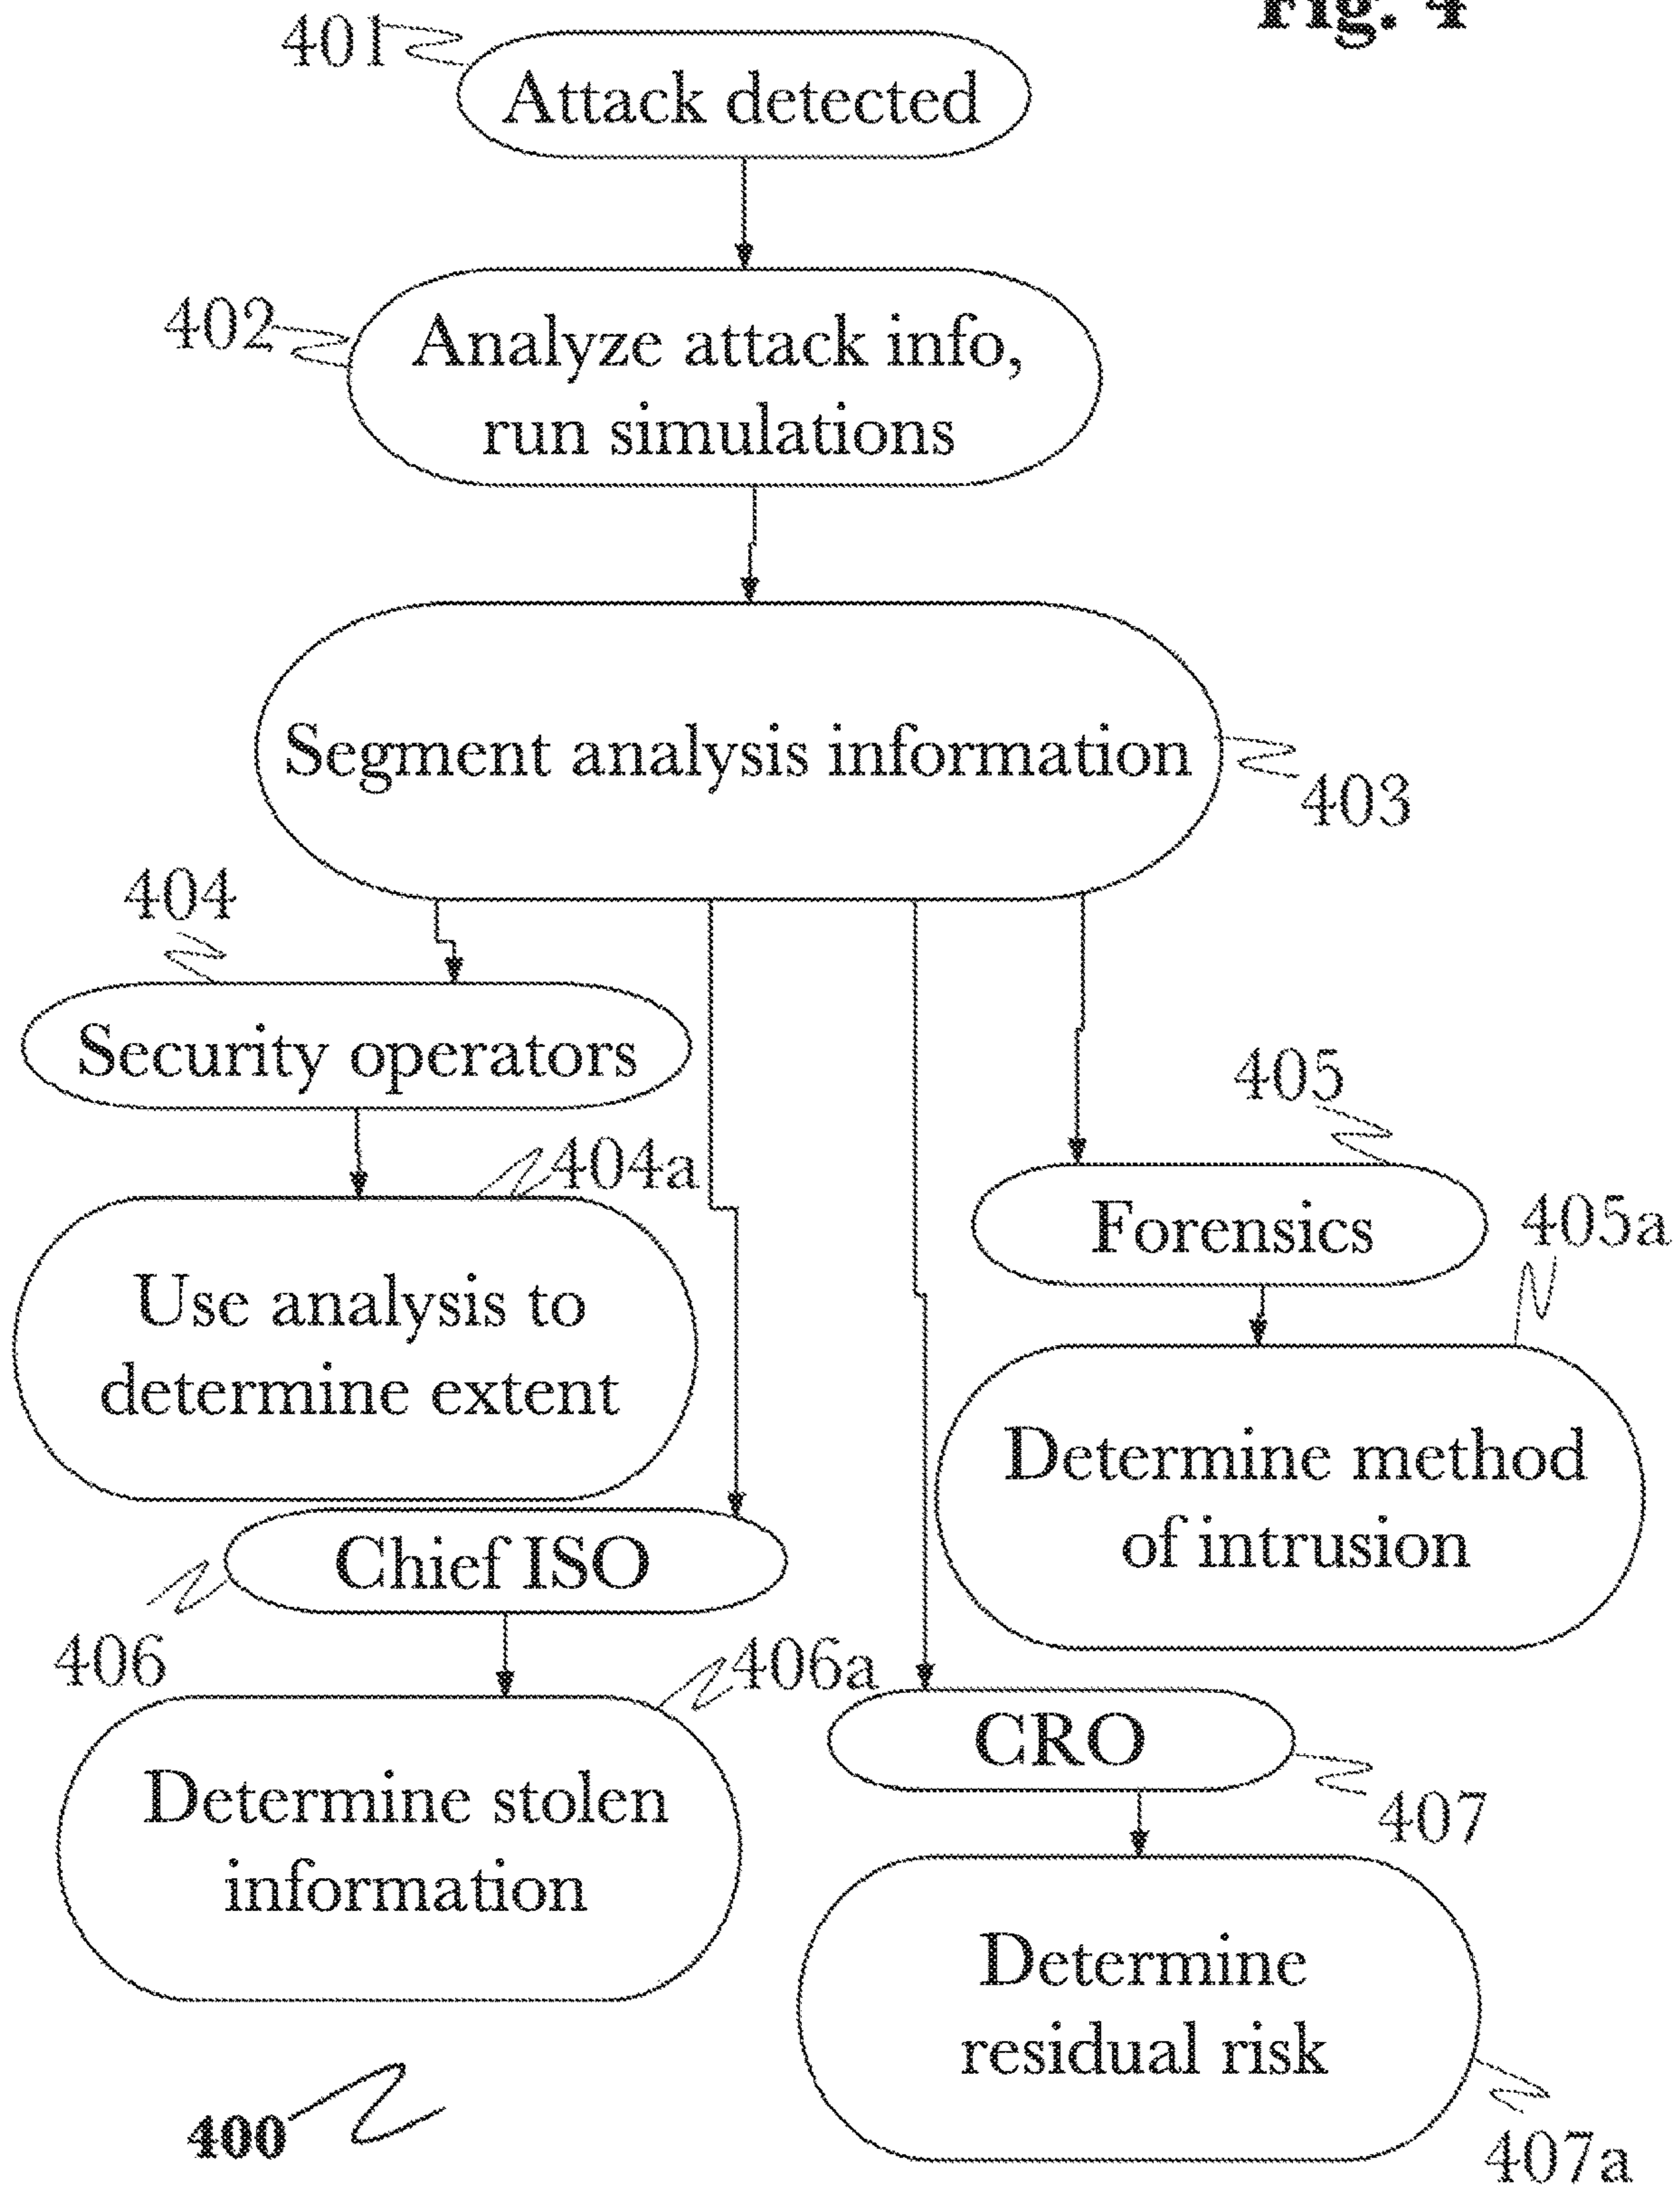 Fig. 4
401
Attack detected
402
Analyze attack info,
run simulations
Segment analysis information
403
404
Security operators
404a
Use analysis to
determine extent
405
Forensics
405a
Determine method
of intrusion
Chief ISO
406
406a
Determine stolen
information
CRO
407
Determine
residual risk
407a
400